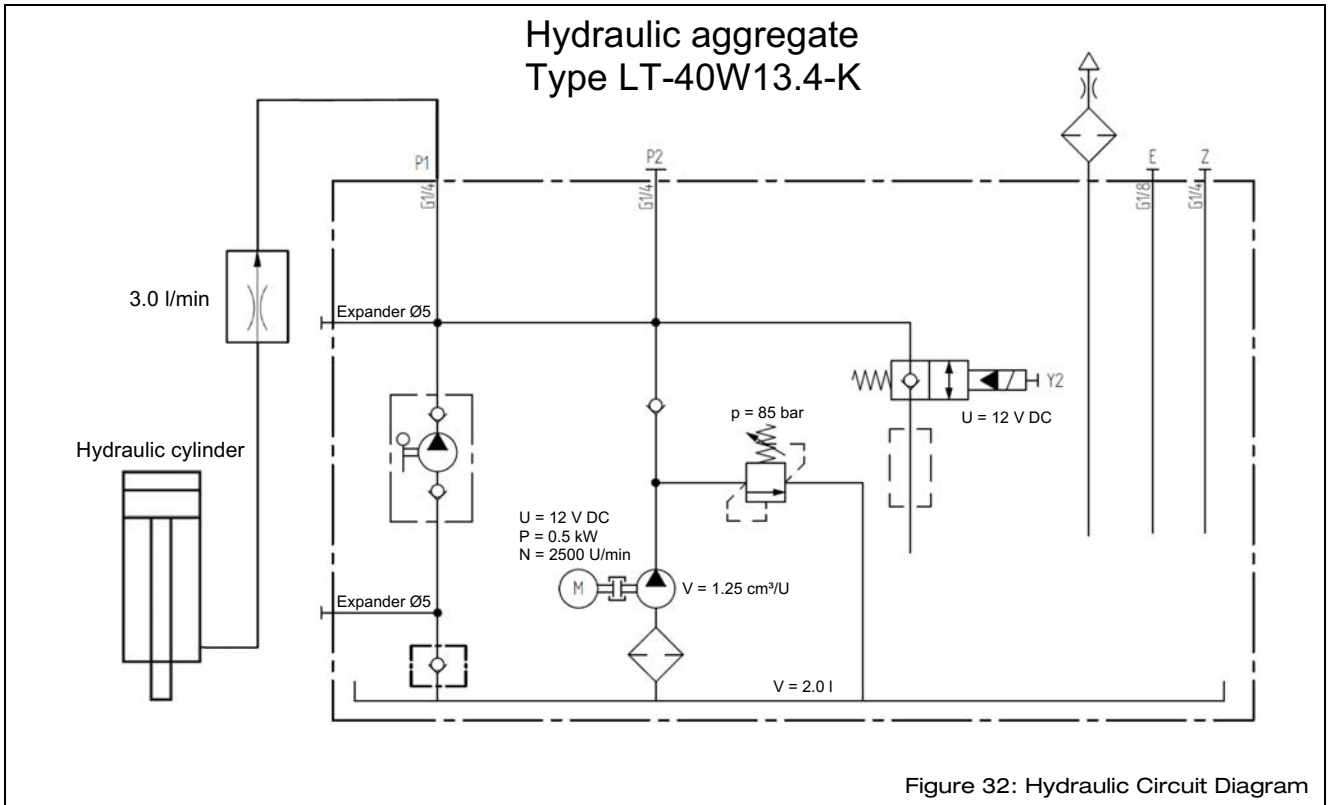 Hydraulic aggregate
Type LT-40W13.4-K
P1
G1/4
P2
G1/4
E
G1/8
Z
G1/4
3.0 l/min
Expander Ø5
Y2
U = 12 V DC
p = 85 bar
Hydraulic cylinder
U = 12 V DC
P = 0.5 kW
N = 2500 U/min
M
V = 1.25 cm³/U
Expander Ø5
V = 2.0 l
Figure 32: Hydraulic Circuit Diagram